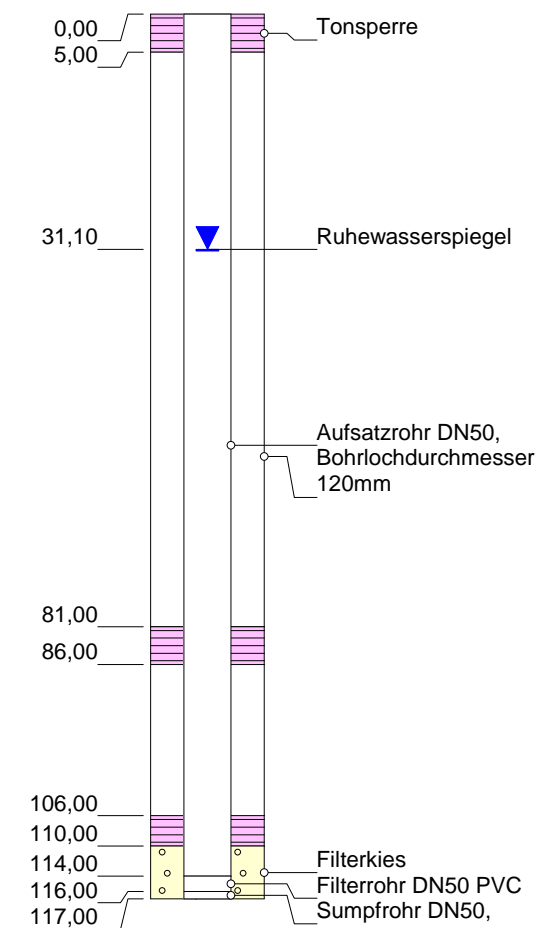 0,00
Tonsperre
5,00
31,10
Ruhewasserspiegel
Aufsatzrohr DN50,
Bohrlochdurchmesser
120mm
81,00
86,00
106,00
110,00
114,00
Filterkies
116,00
Filterrohr DN50 PVC
117,00
Sumpfrohr DN50,